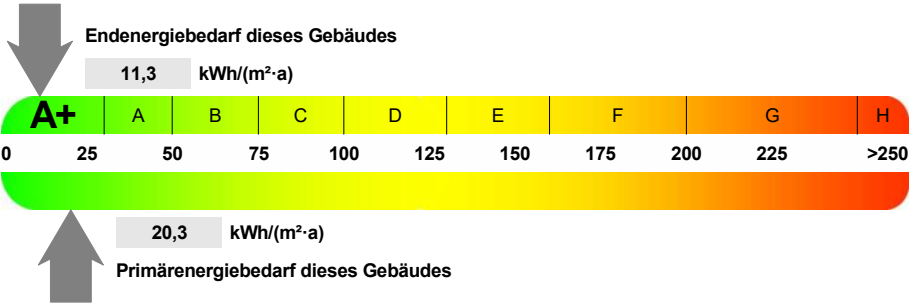 Endenergiebedarf dieses Gebäudes
11,3 kWh/(m²·a)
A+ A B C D E F G H
0 25 50 75 100 125 150 175 200 225 >250
20,3 kWh/(m²·a)
Primärenergiebedarf dieses Gebäudes